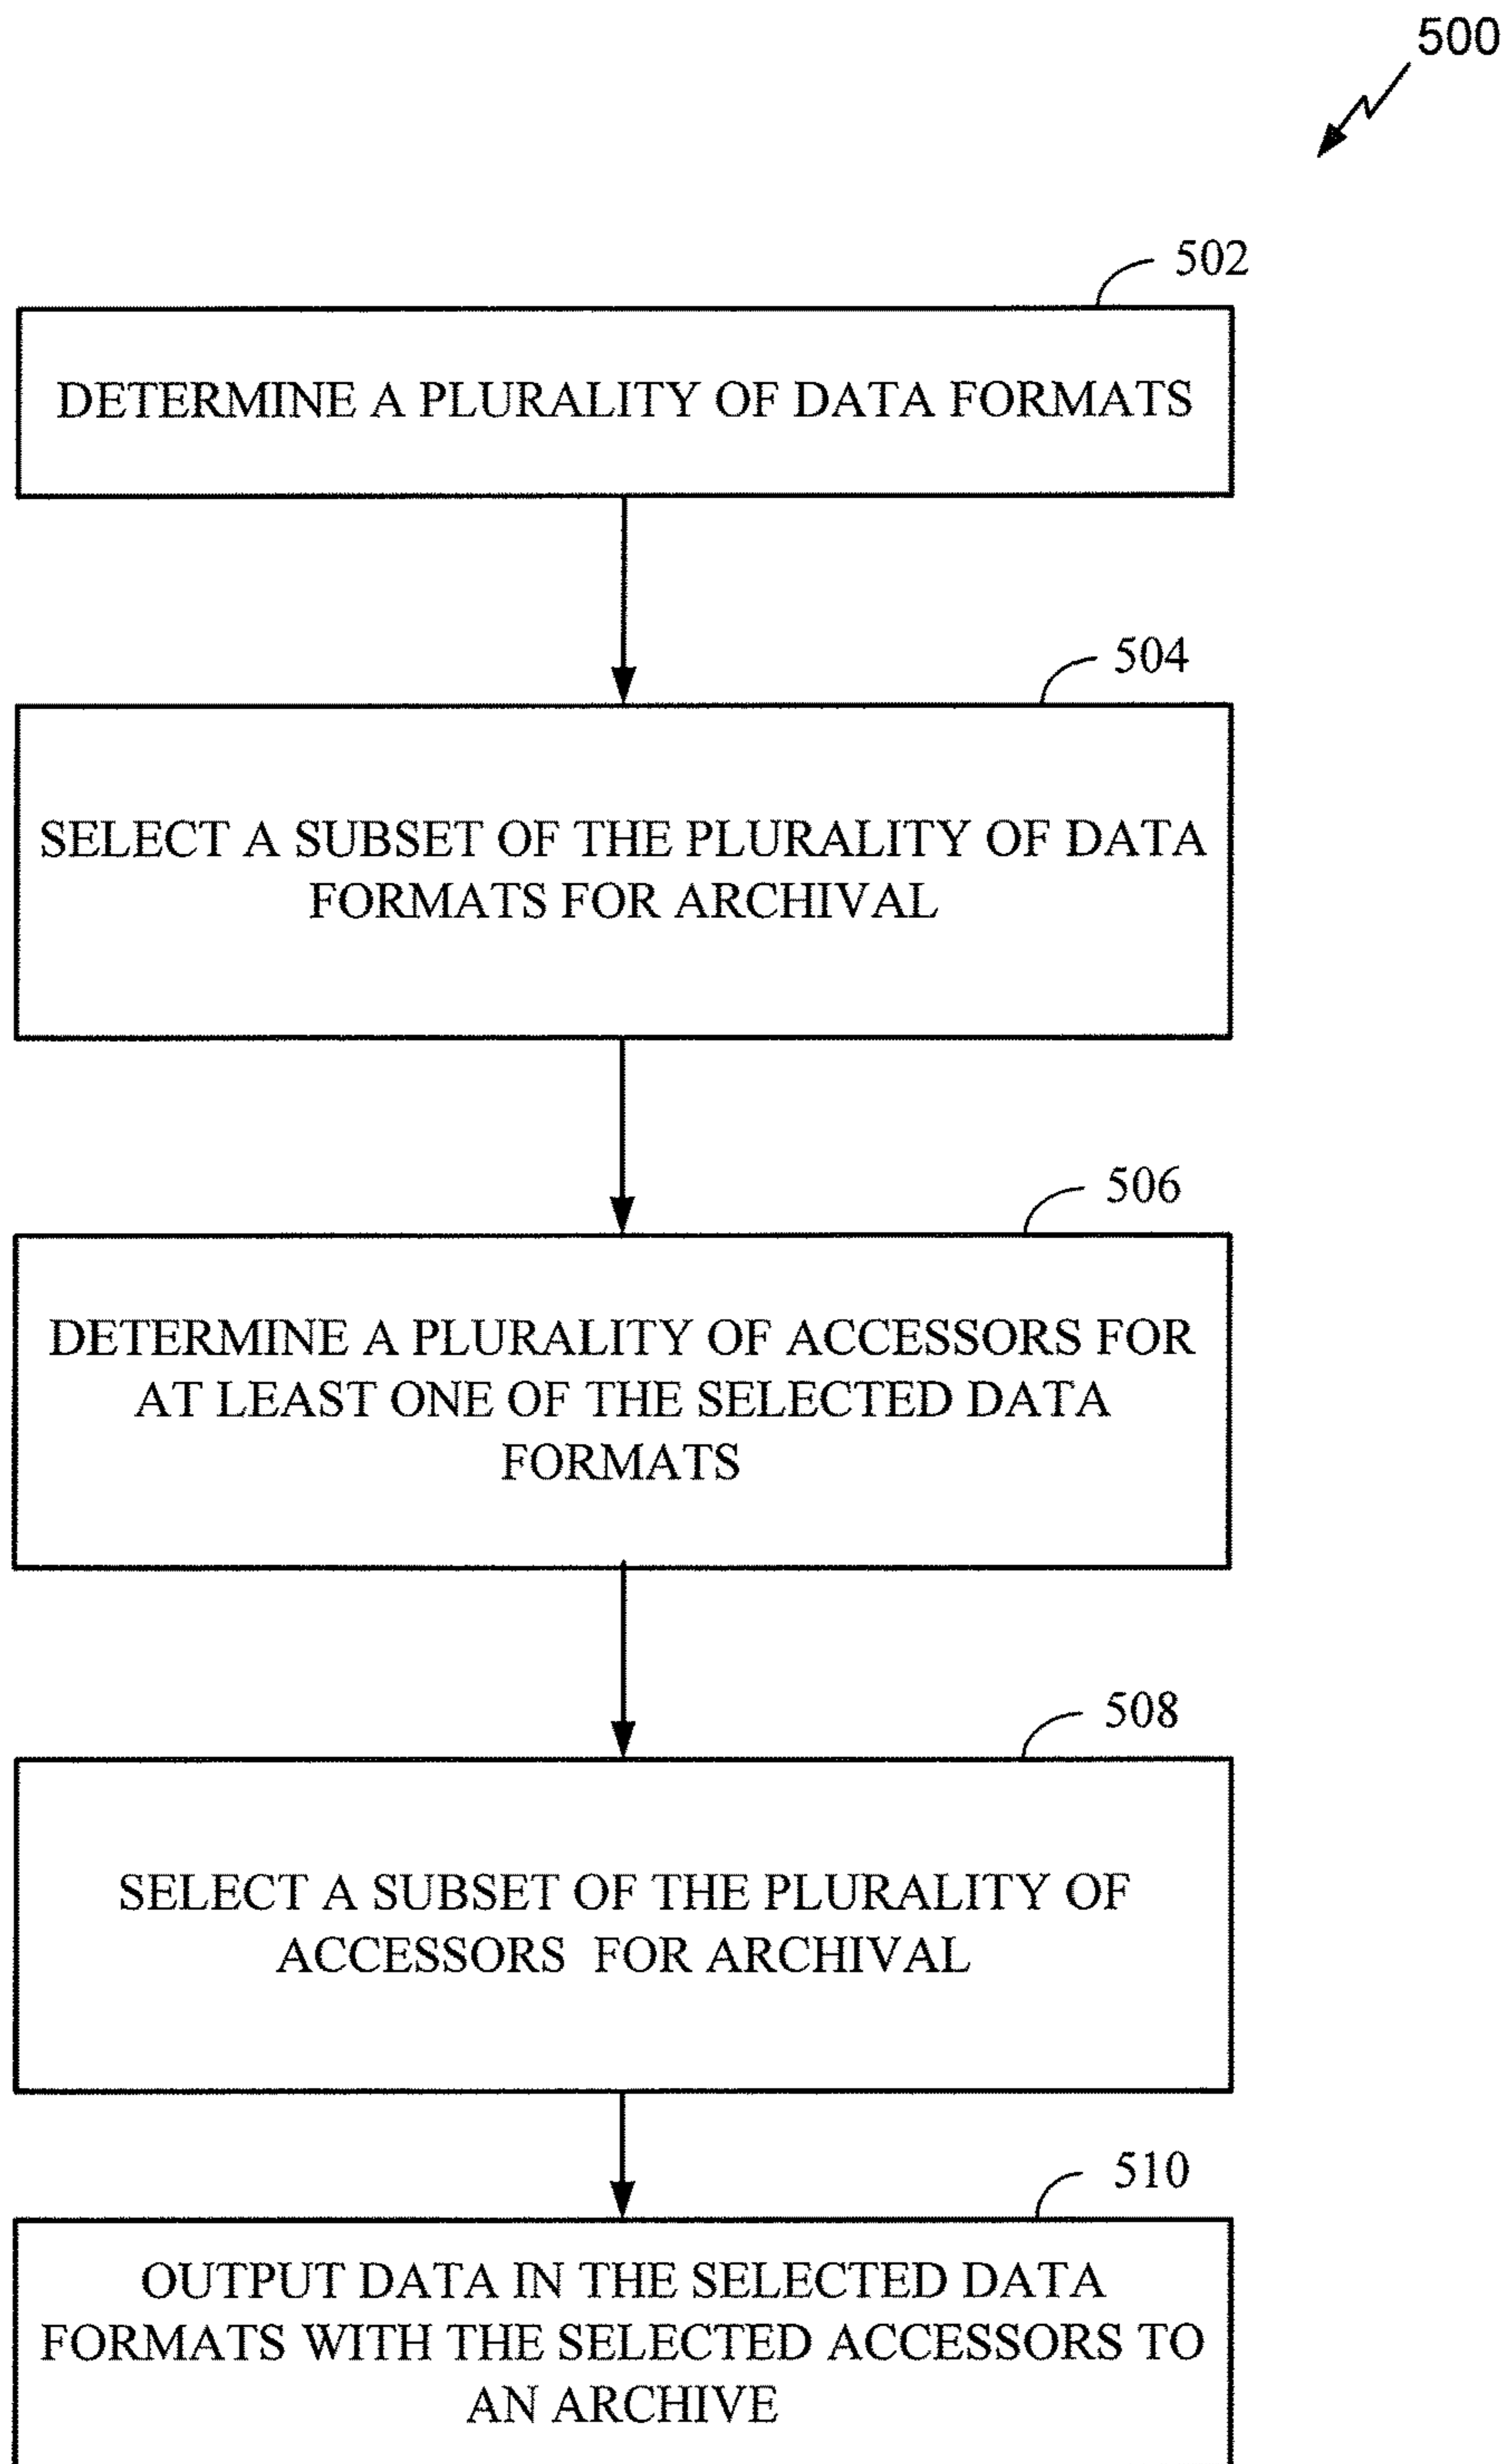 500
502
DETERMINE A PLURALITY OF DATA FORMATS
504
SELECT A SUBSET OF THE PLURALITY OF DATA
FORMATS FOR ARCHIVAL
506
DETERMINE A PLURALITY OF ACCESSORS FOR
AT LEAST ONE OF THE SELECTED DATA
FORMATS
508
SELECT A SUBSET OF THE PLURALITY OF
ACCESSORS FOR ARCHIVAL
510
OUTPUT DATA IN THE SELECTED DATA
FORMATS WITH THE SELECTED ACCESSORS TO
AN ARCHIVE